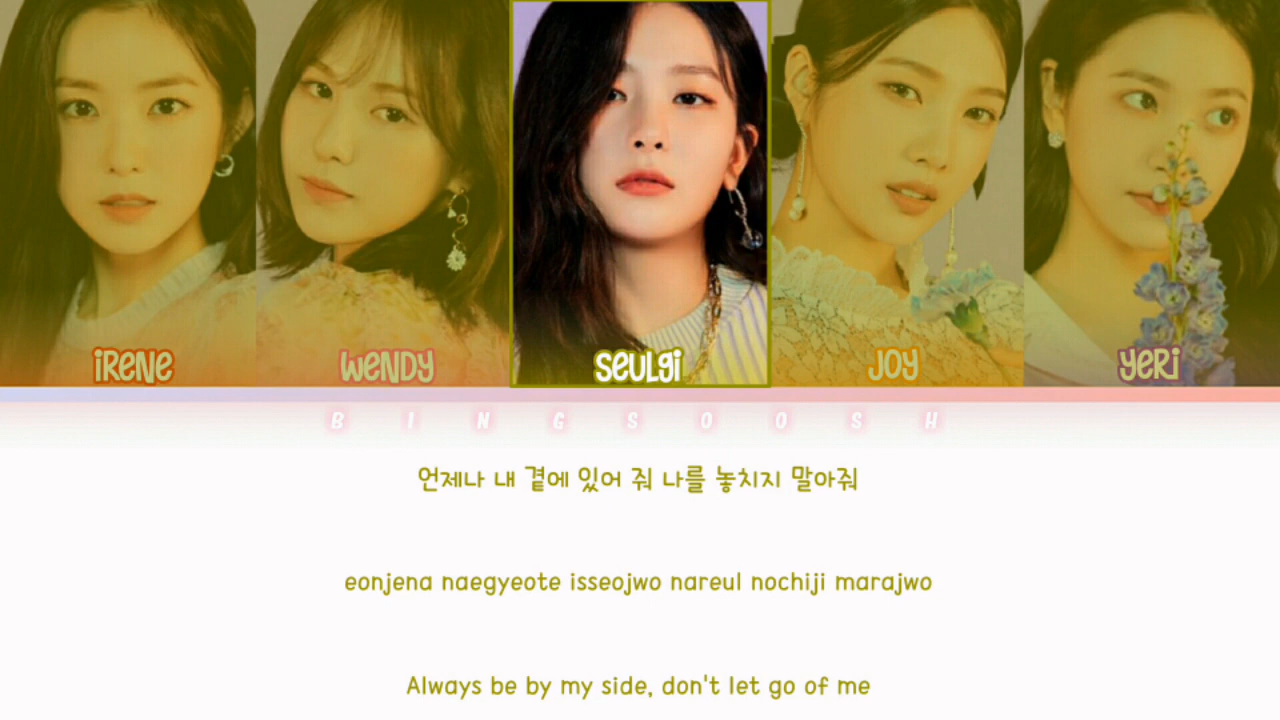 IRENE
WENDY
SEULGI
JOY
YERI
BINGSOOSH
언제나 내 곁에 있어 줘 나를 놓치지 말아줘
eonjena naegyeote isseojwo nareul nochiji marajwo
Always be by my side, don't let go of me